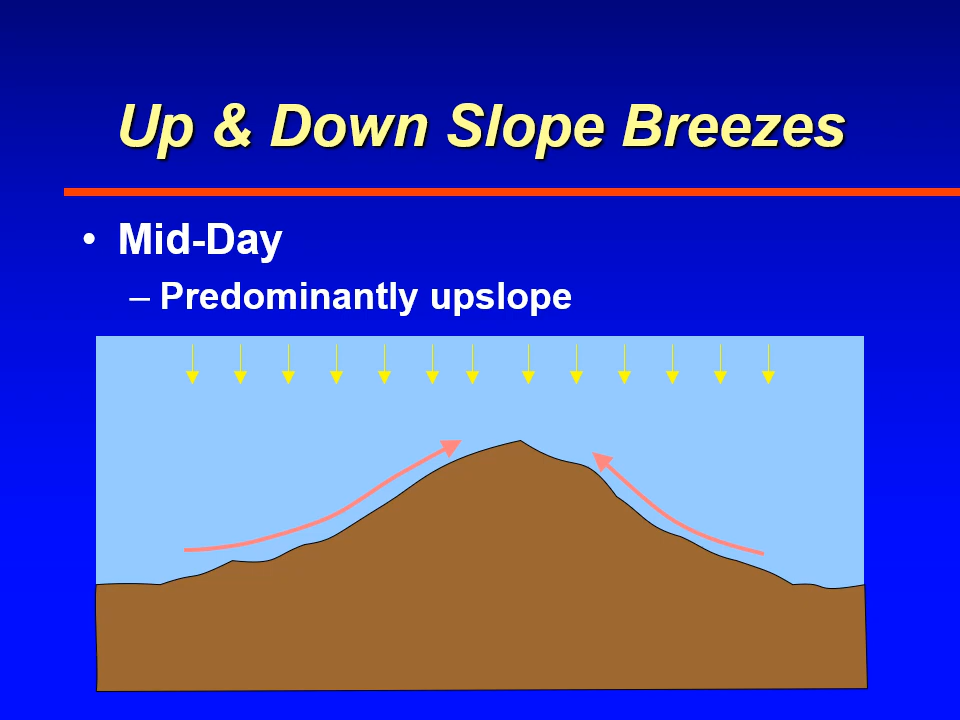 Up & Down Slope Breezes
• Mid-Day
– Predominantly upslope